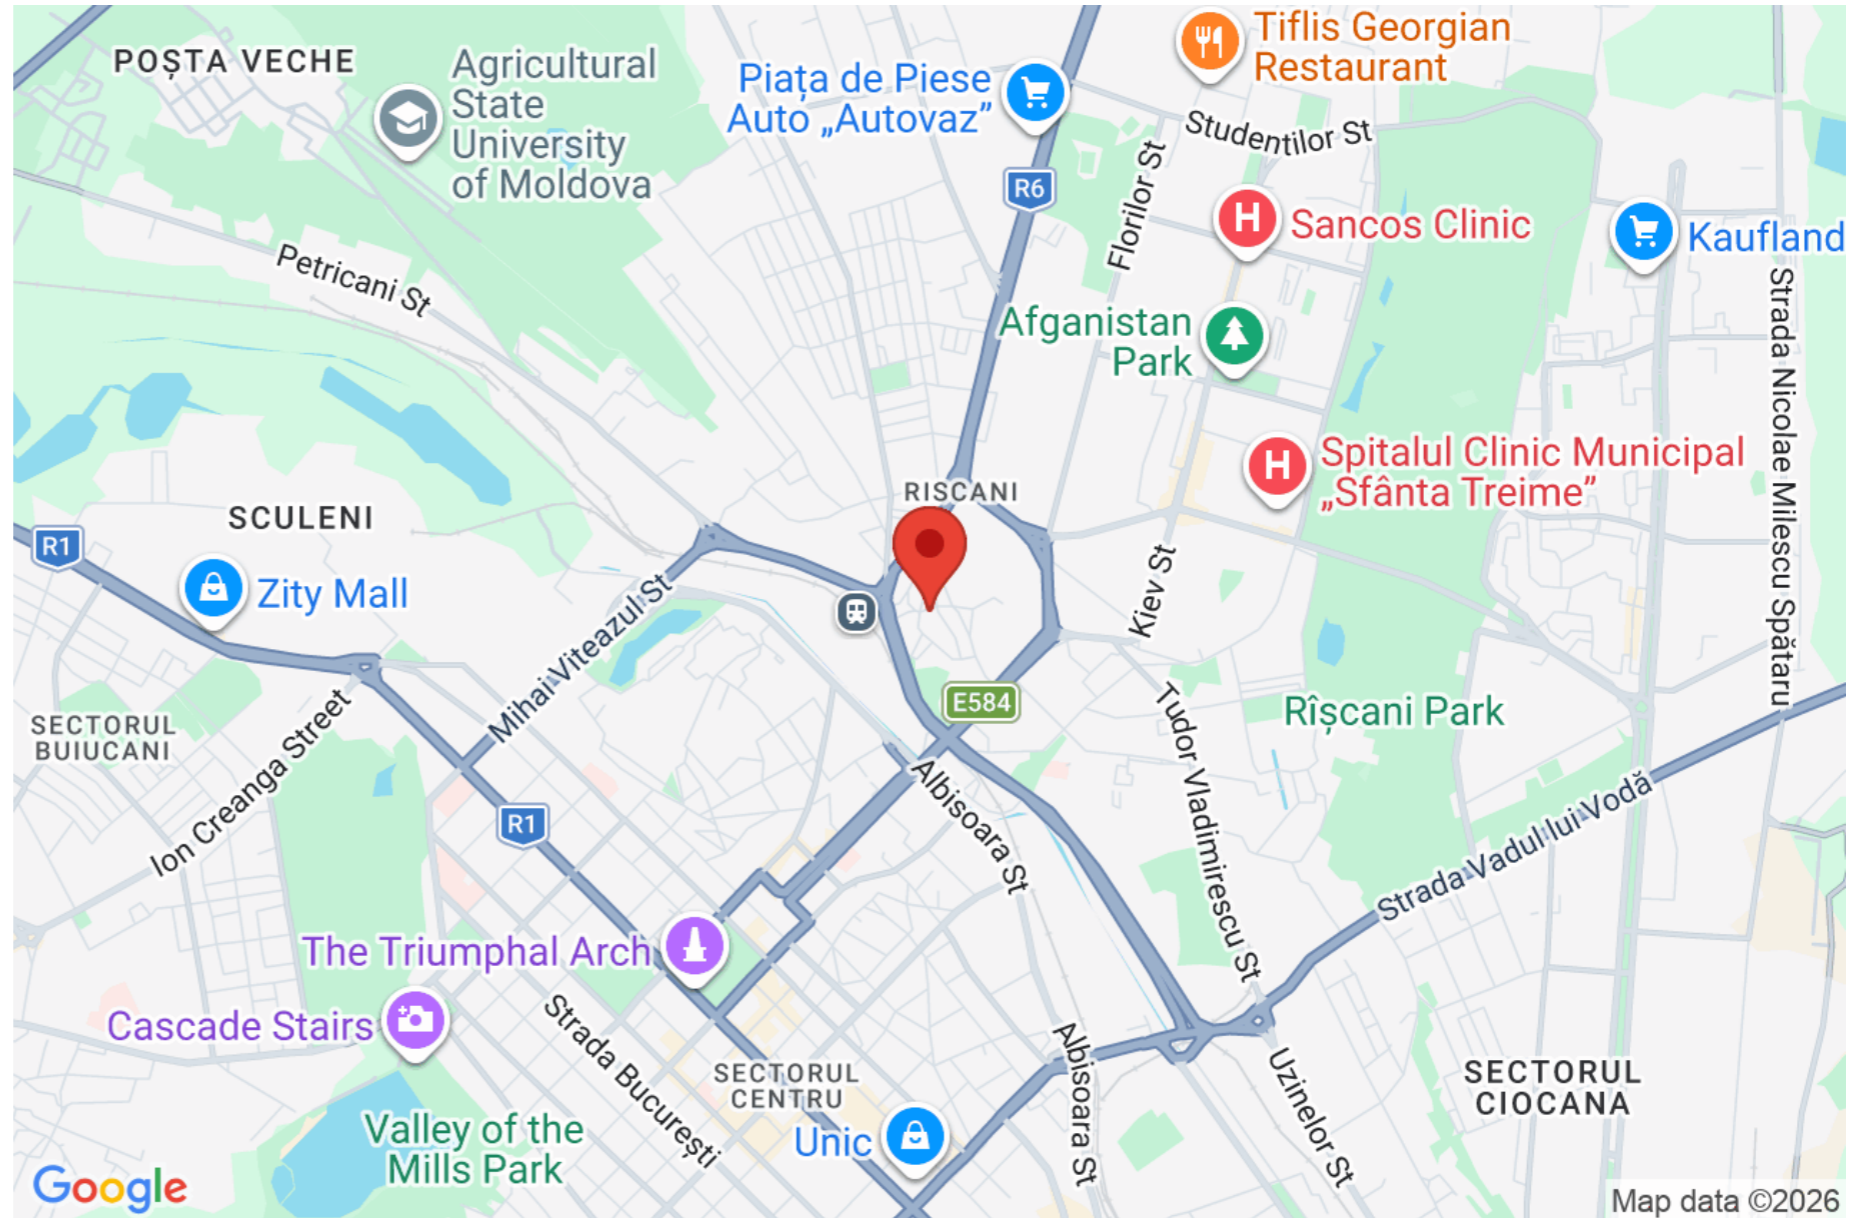 POȘTA VECHE
Agricultural
State
University
of Moldova
Piața de Piese
Auto „Autovaz”
Tiflis Georgian
Restaurant
Studentilor St
R6
Florilor St
Sancos Clinic
Kaufland
Petricani St
Afganistan
Park
Strada Nicolae Milescu Spătaru
Spitalul Clinic Municipal
„Sfânta Treime”
RISCANI
SCULENI
R1
Zity Mall
Mihai Viteazul St
Kiev St
E584
Rîșcani Park
SECTORUL
BUIUCANI
Ion Creanga Street
Tudor Vladimirescu St
Albisoara St
R1
Strada Vadul lui Vodă
The Triumphal Arch
Cascade Stairs
Strada București
SECTORUL
CENTRU
Albisoara St
Uzinelor St
SECTORUL
CIOCANA
Valley of the
Mills Park
Unic
Google
Map data ©2026